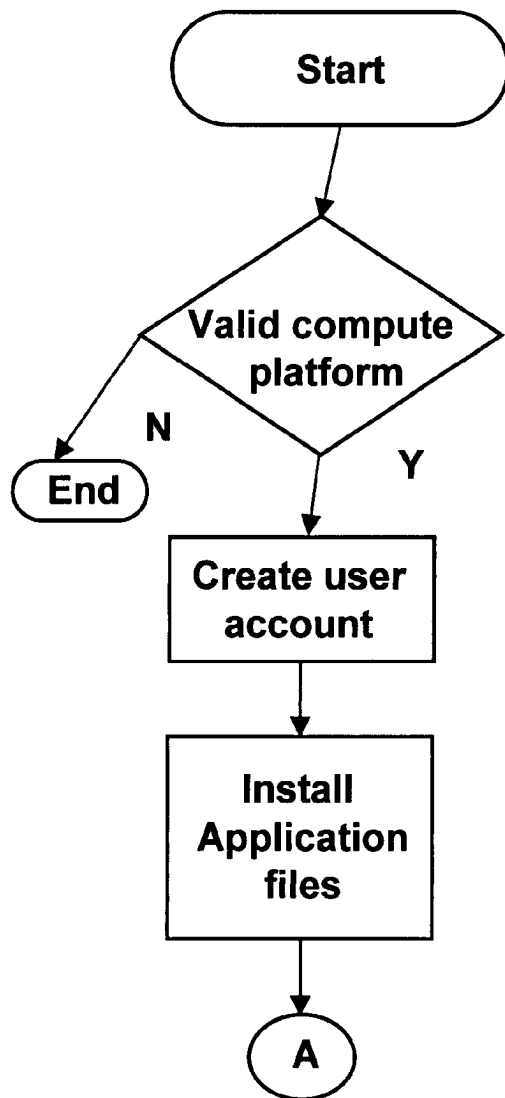 Start
Valid compute
platform
N
Y
End
Create user
account
Install
Application
files
A